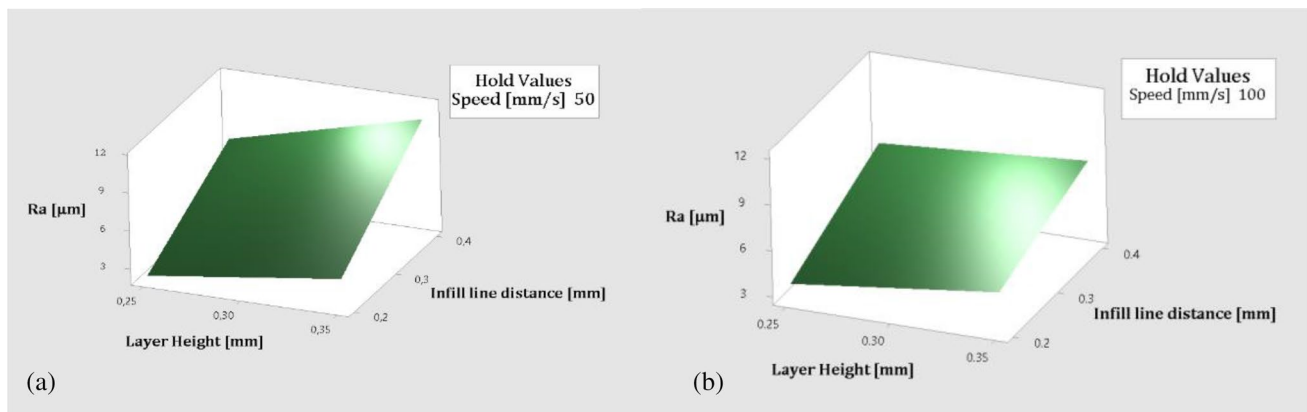 Hold Values
Speed [mm/s] 50
12
9
Ra [μm]
6
3
0,25
0,30
0,35
0,2
0,3
0,4
Layer Height [mm]
Infill line distance [mm]
(a)
Hold Values
Speed [mm/s] 100
12
9
Ra [μm]
6
3
0.25
0.30
0.35
0.2
0.3
0.4
Layer Height [mm]
Infill line distance [mm]
(b)